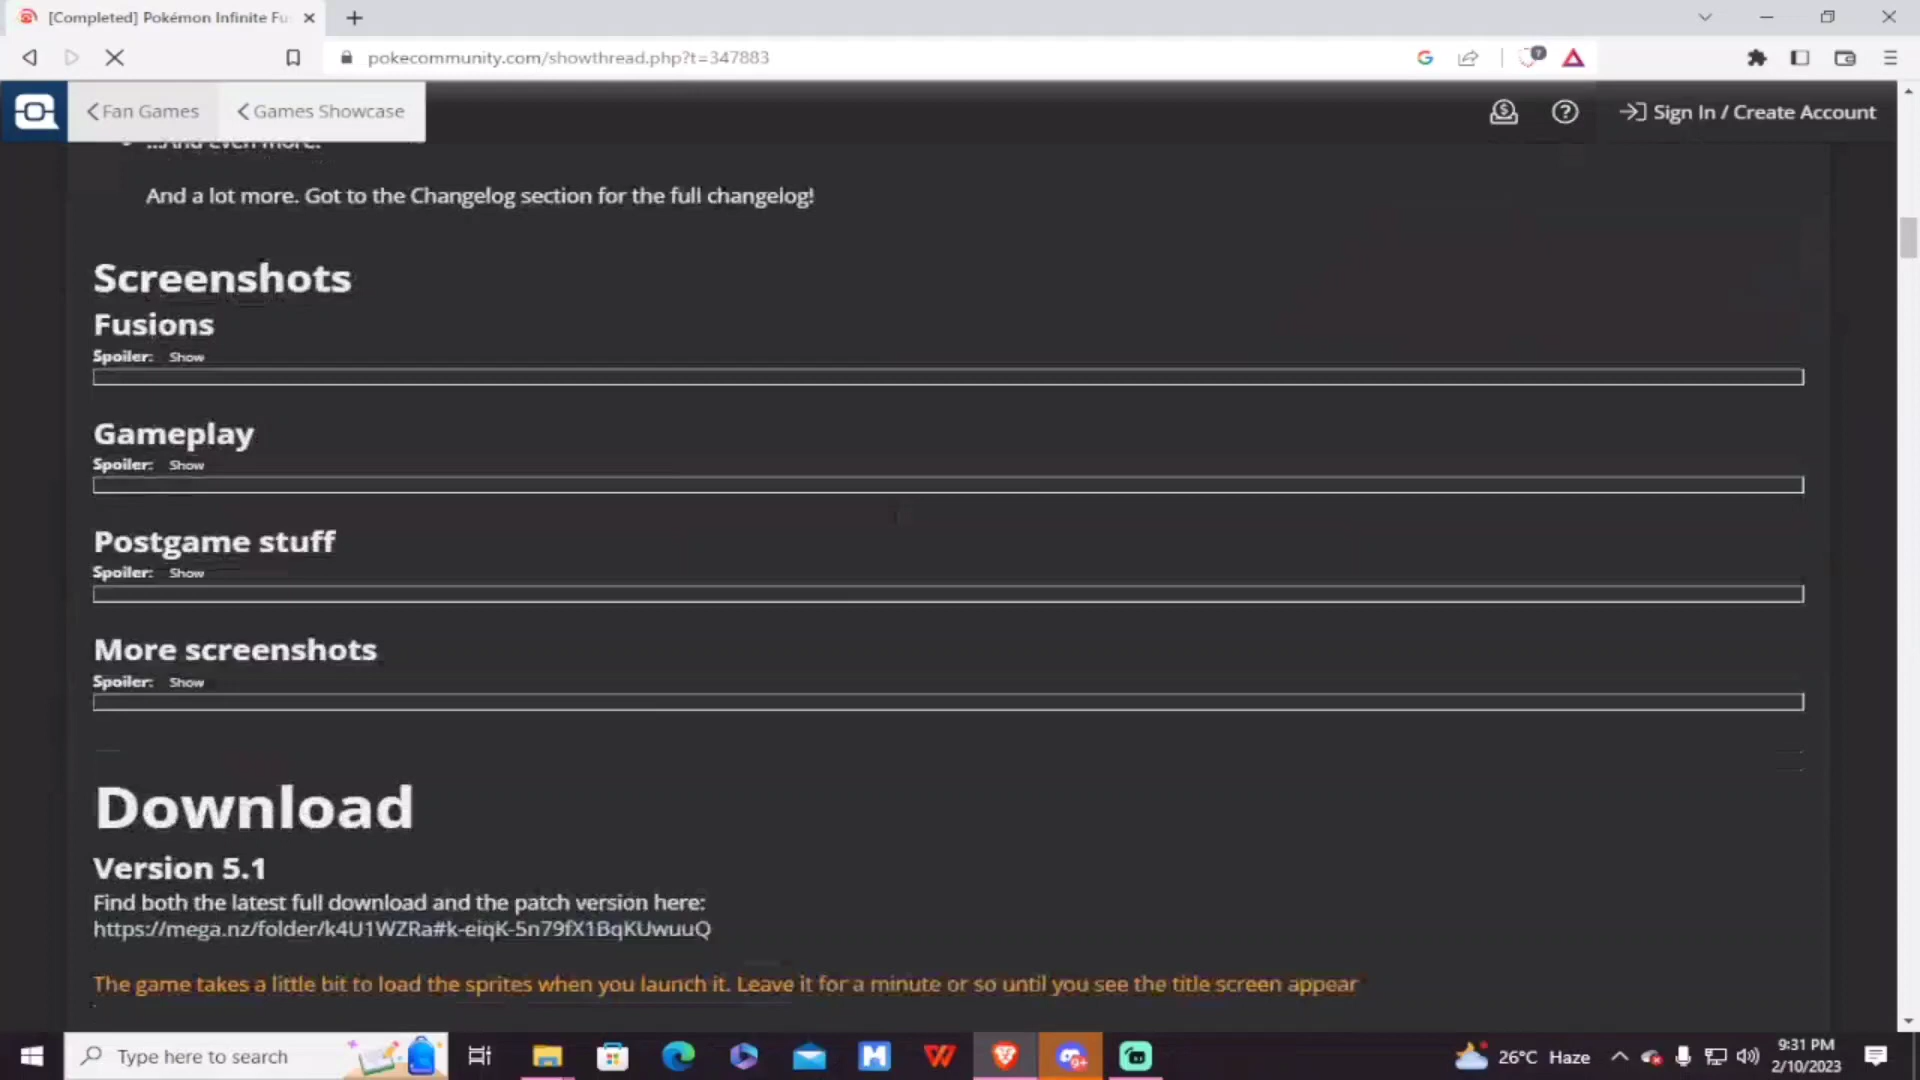 [Completed] Pokémon Infinite Fu
pokecommunity.com/showthread.php?t=347883
7
Fan Games
Games Showcase
Sign In / Create Account
...And Even more.
And a lot more. Got to the Changelog section for the full changelog!
Screenshots
Fusions
Spoiler: Show
Gameplay
Spoiler: Show
Postgame stuff
Spoiler: Show
More screenshots
Spoiler: Show
Download
Version 5.1
Find both the latest full download and the patch version here:
https://mega.nz/folder/k4U1WZRa#k-eiqK-5n79fX1BqKUwuuQ
The game takes a little bit to load the sprites when you launch it. Leave it for a minute or so until you see the title screen appear
Type here to search
9+
26°C Haze
9:31 PM
2/10/2023